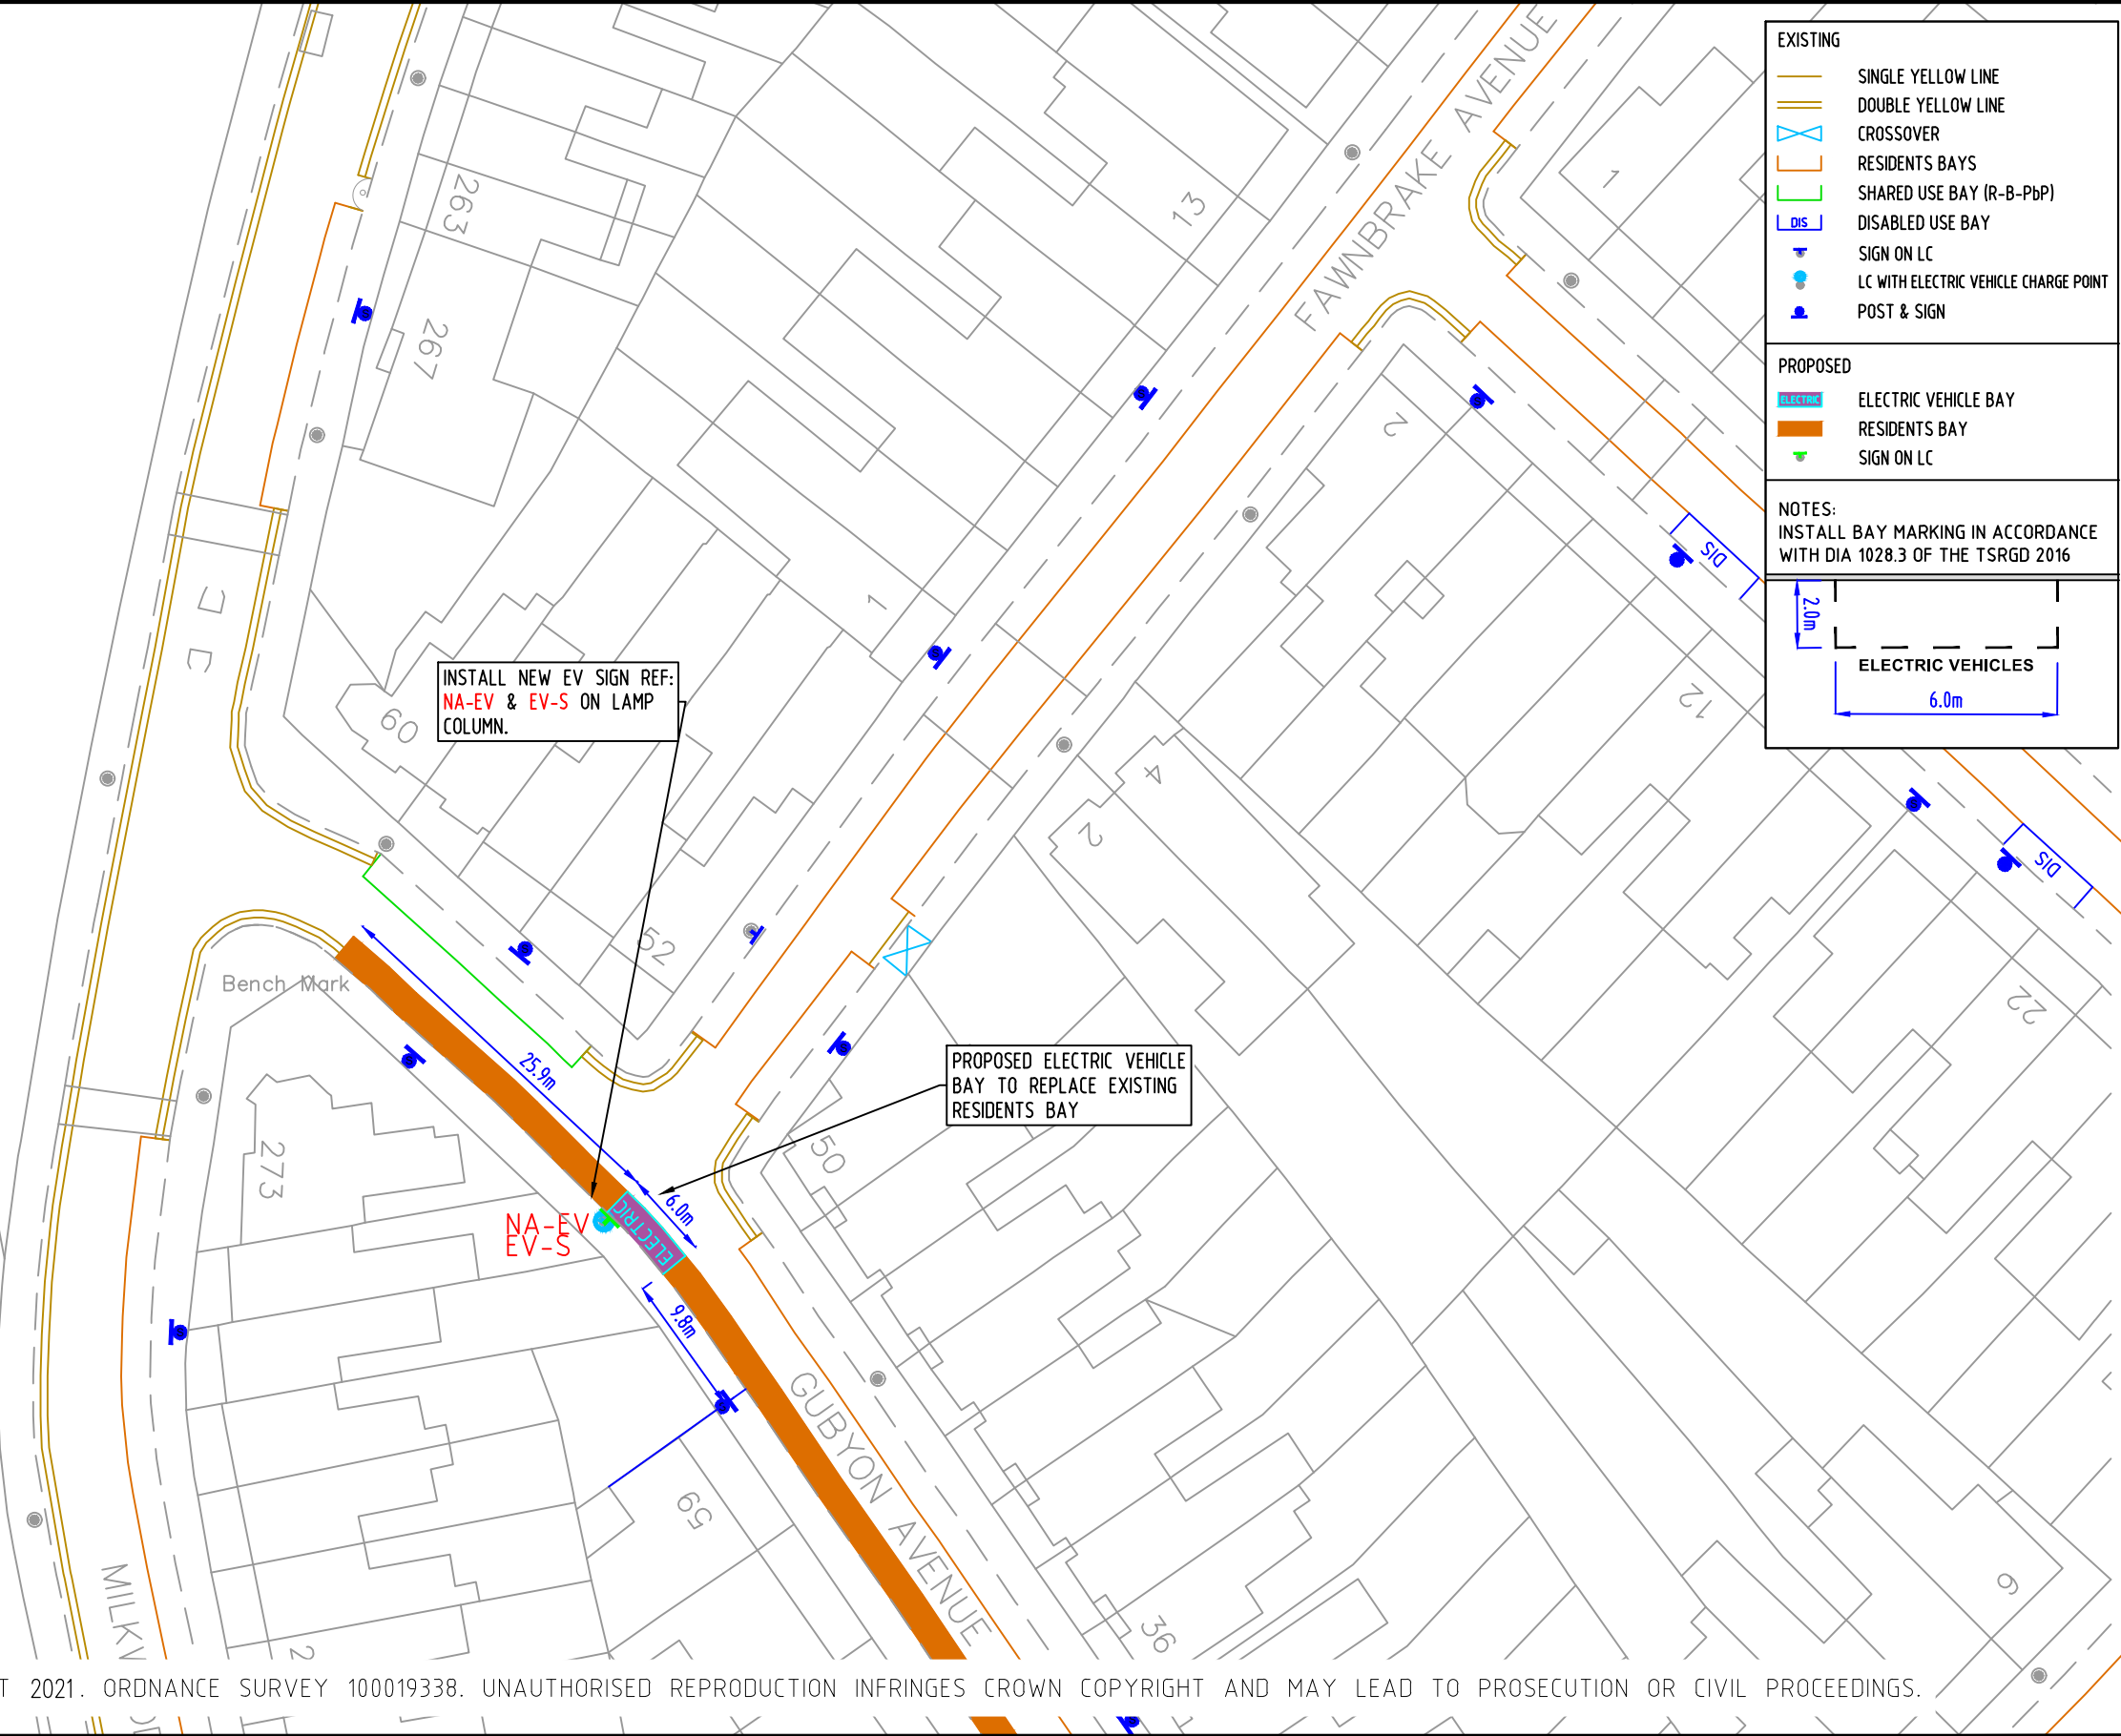 EXISTING
SINGLE YELLOW LINE
DOUBLE YELLOW LINE
CROSSOVER
RESIDENTS BAYS
SHARED USE BAY (R-B-PbP)
DIS
DISABLED USE BAY
SIGN ON LC
LC WITH ELECTRIC VEHICLE CHARGE POINT
POST & SIGN
PROPOSED
ELECTRIC
ELECTRIC VEHICLE BAY
RESIDENTS BAY
SIGN ON LC
NOTES:
INSTALL BAY MARKING IN ACCORDANCE
WITH DIA 1028.3 OF THE TSRGD 2016
2.0m
ELECTRIC VEHICLES
6.0m
FAWNBRAKE AVENUE
263
267
13
1
1
2
DIS
12
60
4
2
DIS
22
INSTALL NEW EV SIGN REF:
NA-EV & EV-S ON LAMP
COLUMN.
52
Bench Mark
25.9m
PROPOSED ELECTRIC VEHICLE
BAY TO REPLACE EXISTING
RESIDENTS BAY
50
273
6.0m
NA-EV
EV-S
ELECTRIC
9.8m
GUBYON AVENUE
59
36
9
T 2021. ORDNANCE SURVEY 100019338. UNAUTHORISED REPRODUCTION INFRINGES CROWN COPYRIGHT AND MAY LEAD TO PROSECUTION OR CIVIL PROCEEDINGS.